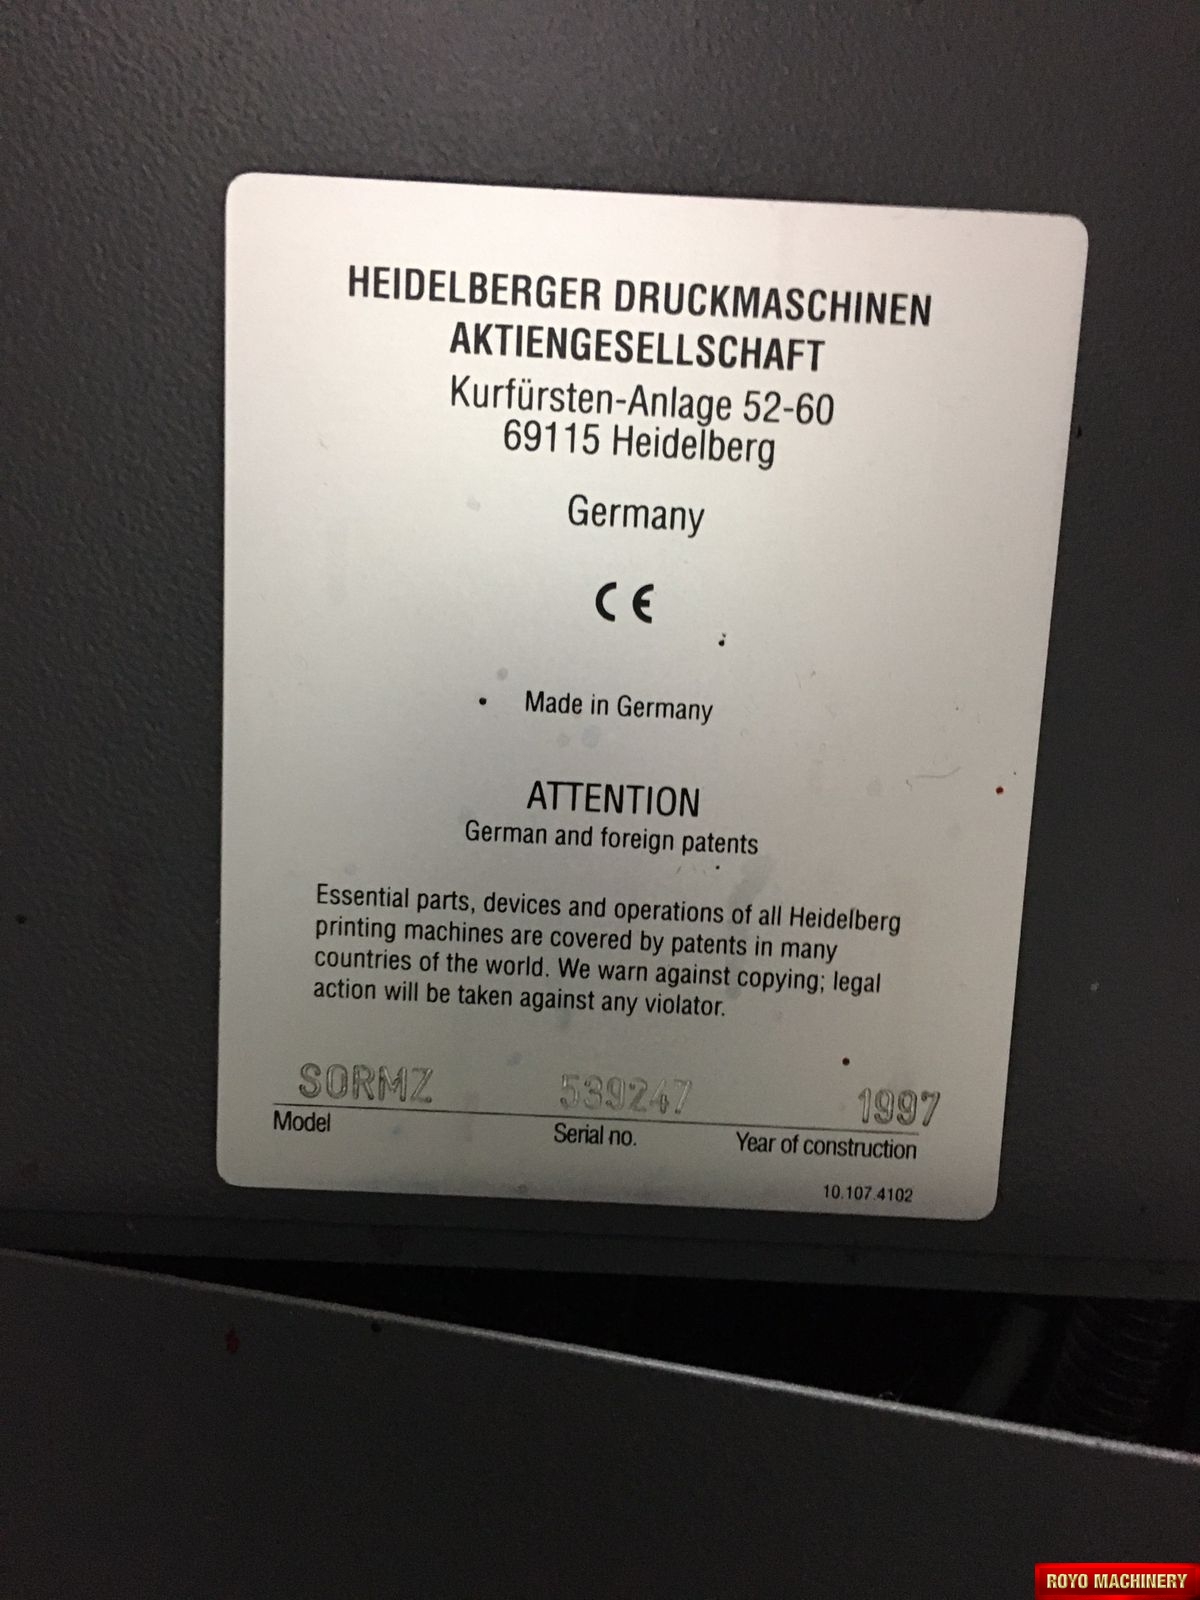 HEIDELBERGER DRUCKMASCHINEN
AKTIENGESELLSCHAFT
Kurfürsten-Anlage 52-60
69115 Heidelberg
Germany
CE
Made in Germany
ATTENTION
German and foreign patents
Essential parts, devices and operations of all Heidelberg
printing machines are covered by patents in many
countries of the world. We warn against copying; legal
action will be taken against any violator.
SORMZ 539247 1997
Model Serial no. Year of construction
10.107.4102
ROYO MACHINERY